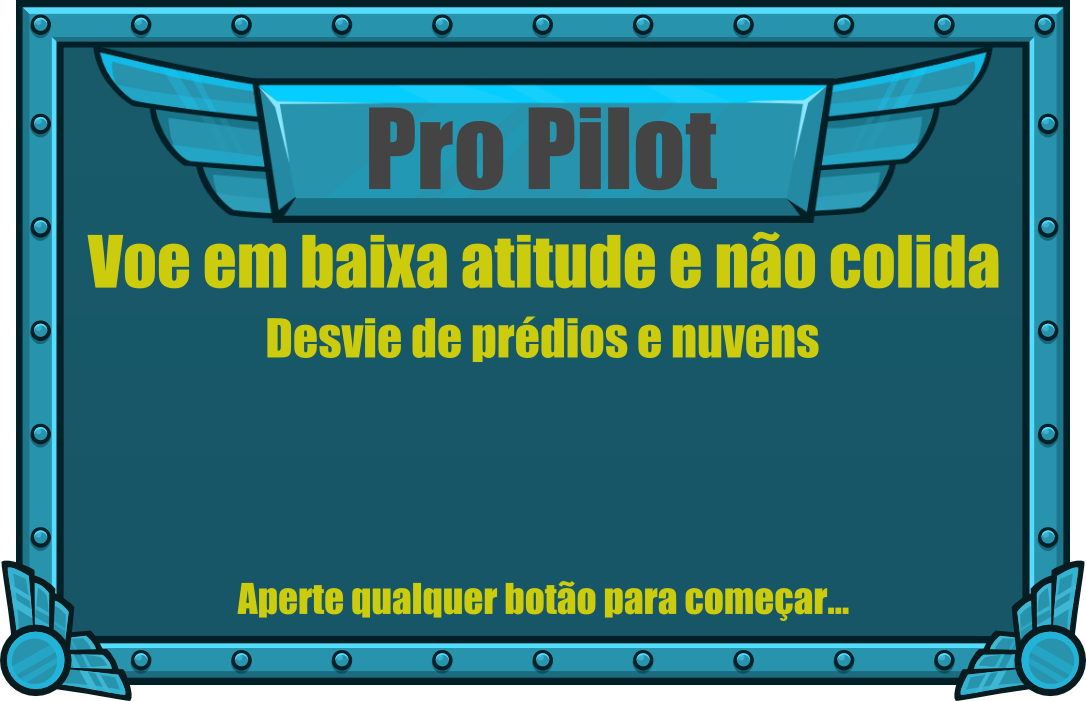 Pro Pilot
Voe em baixa atitude e não colida
Desvie de prédios e nuvens
Aperte qualquer botão para começar...